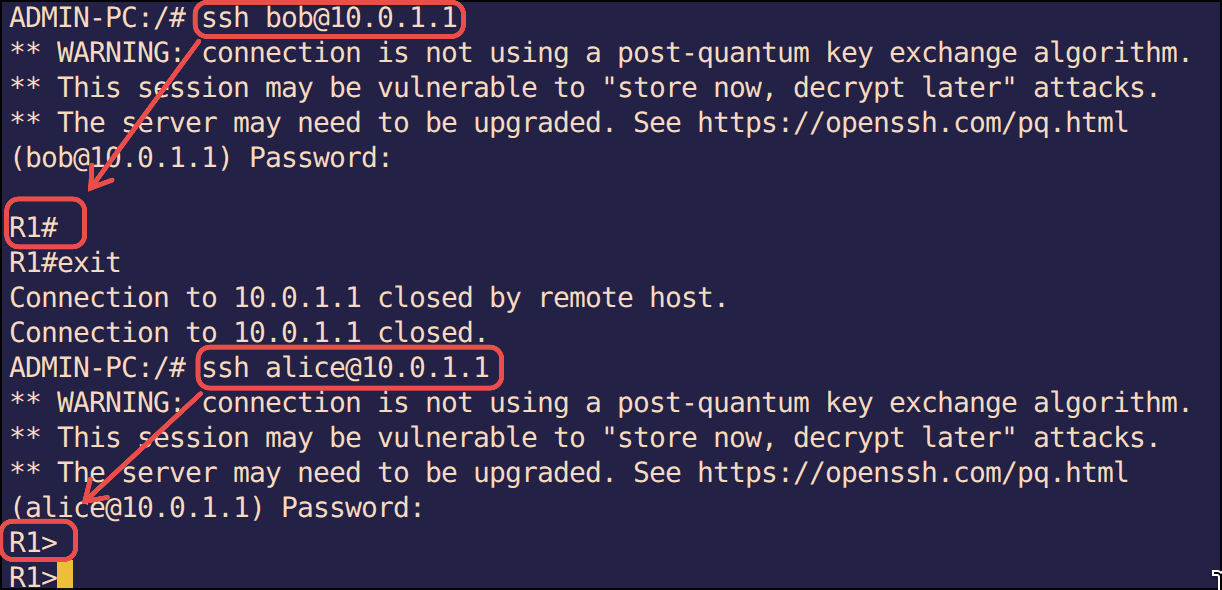 ADMIN-PC:/# ssh bob@10.0.1.1
** WARNING: connection is not using a post-quantum key exchange algorithm.
** This session may be vulnerable to "store now, decrypt later" attacks.
** The server may need to be upgraded. See https://openssh.com/pq.html
(bob@10.0.1.1) Password:
R1#
R1#exit
Connection to 10.0.1.1 closed by remote host.
Connection to 10.0.1.1 closed.
ADMIN-PC:/# ssh alice@10.0.1.1
** WARNING: connection is not using a post-quantum key exchange algorithm.
** This session may be vulnerable to "store now, decrypt later" attacks.
** The server may need to be upgraded. See https://openssh.com/pq.html
(alice@10.0.1.1) Password:
R1>
R1>